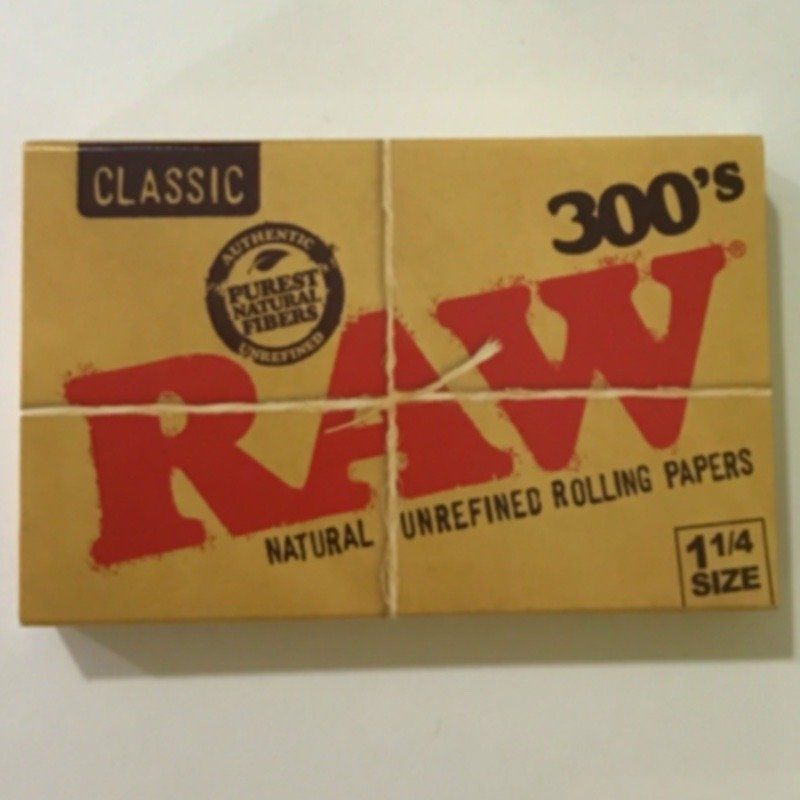 CLASSIC
300's
AUTHENTIC
PUREST
NATURAL
FIBERS
UNREFINED
RAW®
NATURAL UNREFINED ROLLING PAPERS
1 1/4
SIZE